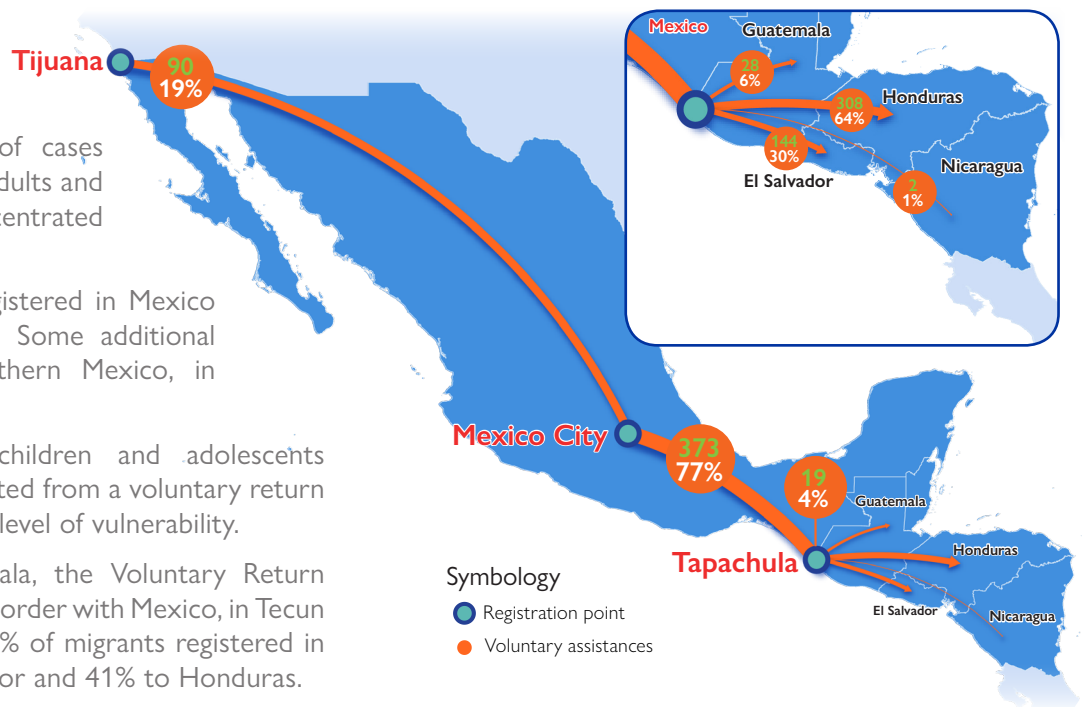 Tijuana
90
19%
of cases
dults and
centrated
gistered in Mexico
Some additional
thern Mexico, in
children and adolescents
ted from a voluntary return
level of vulnerability.
ala, the Voluntary Return
order with Mexico, in Tecun
% of migrants registered in
or and 41% to Honduras.
Mexico City
373
77%
19
4%
Tapachula
Guatemala
Honduras
El Salvador
Nicaragua
Symbology
Registration point
Voluntary assistances
Mexico
Guatemala
28
6%
308
64%
Honduras
144
30%
El Salvador
Nicaragua
2
1%